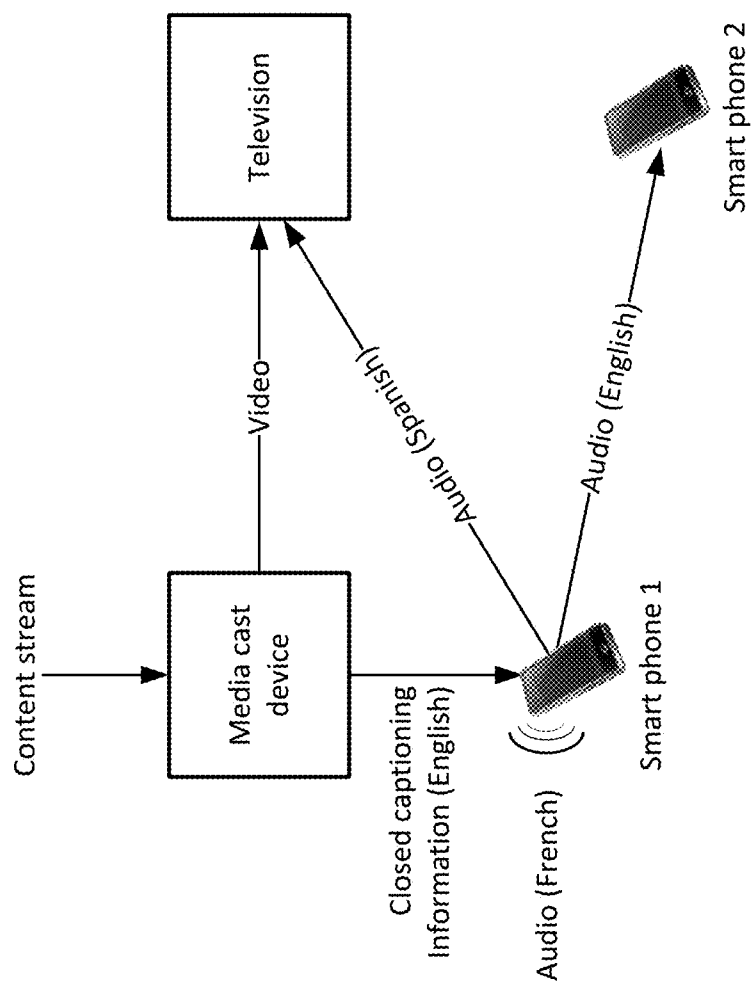 Content stream
Media cast
device
Video
Television
Closed captioning
Information (English)
Audio (Spanish)
Audio (English)
Audio (French)
Smart phone 1
Smart phone 2